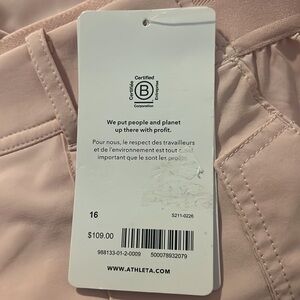 Certified
Certifiée
B
Entreprise
Corporation
We put people and planet
up there with profit.
Pour nous, le respect des travailleurs
et de l'environnement est tout aussi
important que le sont les profits.
16
5211-0226
$109.00
988133-01-2-0009
500078932079
WWW.ATHLETA.COM